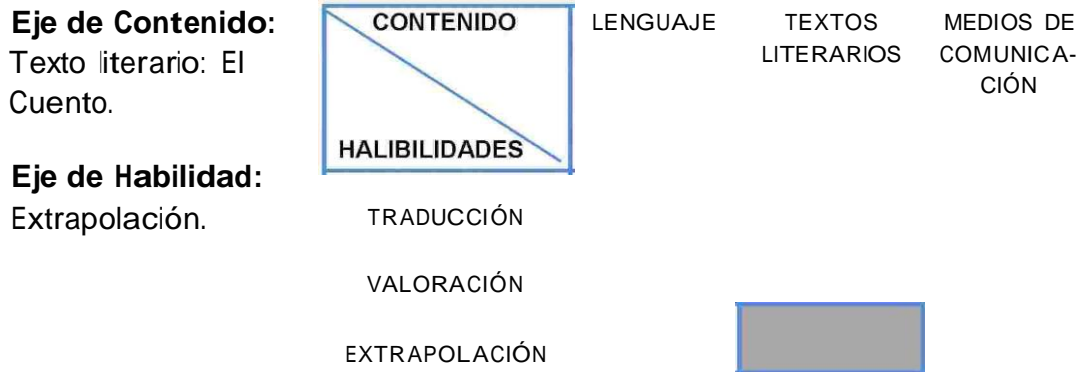 Eje de Contenido:
Texto literario: El
Cuento.
Eje de Habilidad:
Extrapolación.
CONTENIDO
HALIBILIDADES
LENGUAJE
TEXTOS
LITERARIOS
MEDIOS DE
COMUNICA-
CIÓN
TRADUCCIÓN
VALORACIÓN
EXTRAPOLACIÓN